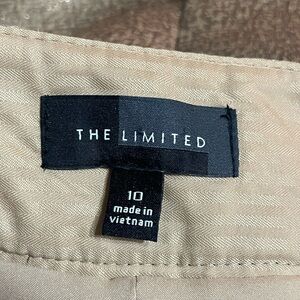 THE LIMITED
10
made in
vietnam